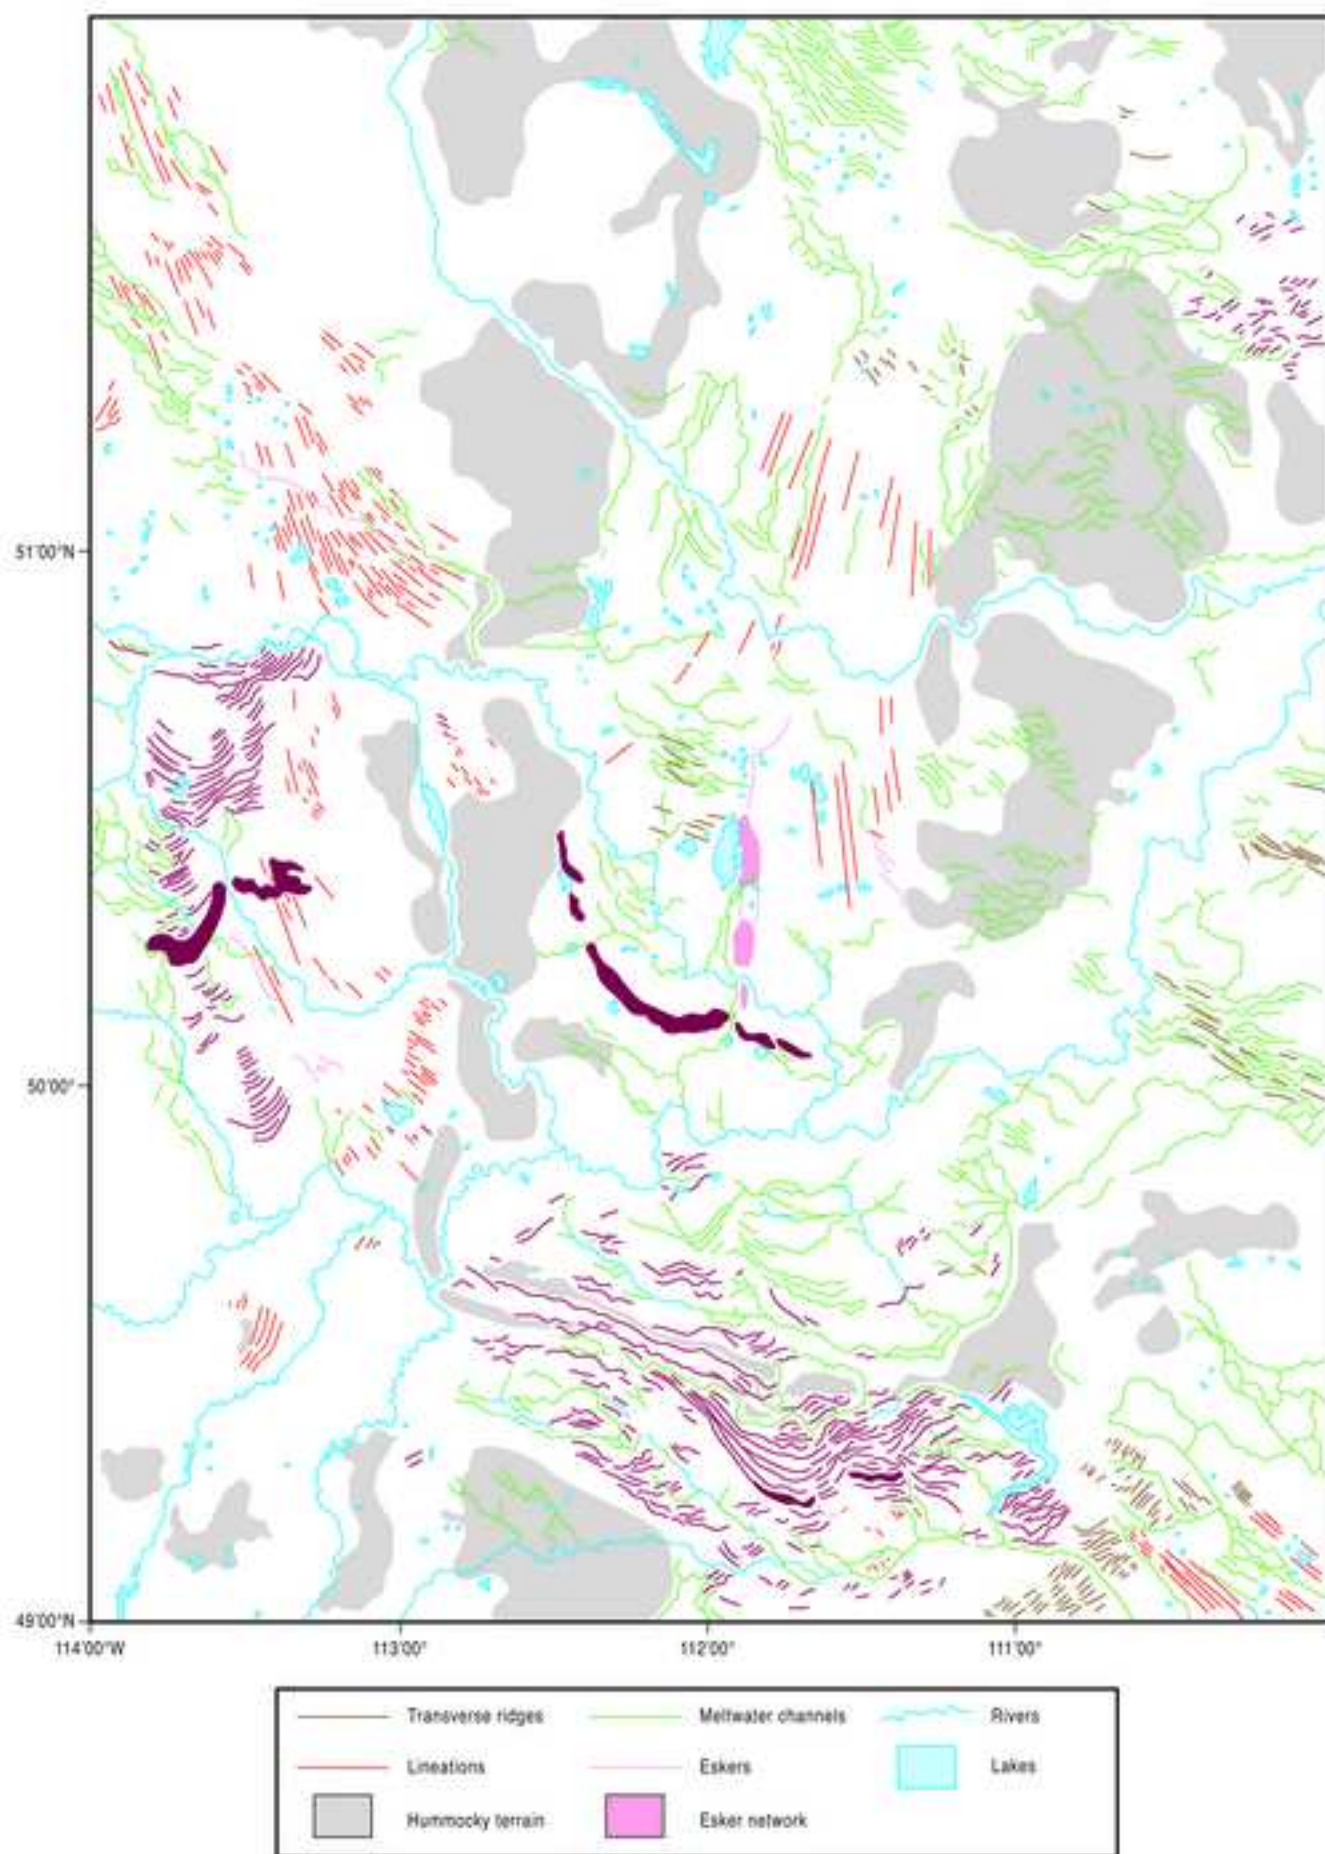 51°00"N
50°00"
49°00"N
114°00"W 113°00" 112°00" 111°00"
Transverse ridges Meltwater channels Rivers
Lineations Eskers Lakes
Hummocky terrain Esker network